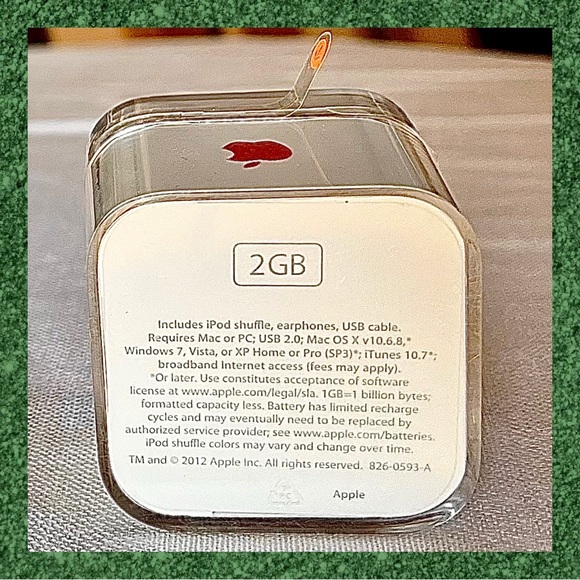 2GB
Includes iPod shuffle, earphones, USB cable.
Requires Mac or PC; USB 2.0; Mac OS X v10.6.8,*
Windows 7, Vista, or XP Home or Pro (SP3)*; iTunes 10.7*;
broadband Internet access (fees may apply).
*Or later. Use constitutes acceptance of software
license at www.apple.com/legal/sla. 1GB=1 billion bytes;
formatted capacity less. Battery has limited recharge
cycles and may eventually need to be replaced by
authorized service provider; see www.apple.com/batteries.
iPod shuffle colors may vary and change over time.
TM and © 2012 Apple Inc. All rights reserved. 826-0593-A
PC
Apple